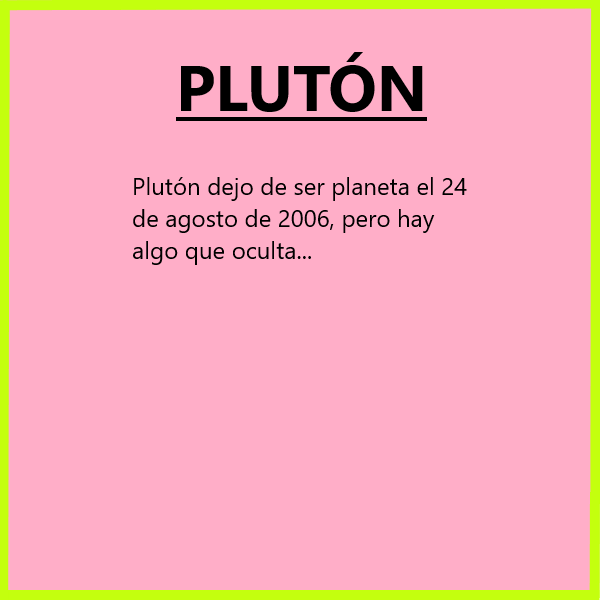 PLUTÓN
Plutón dejo de ser planeta el 24
de agosto de 2006, pero hay
algo que oculta...